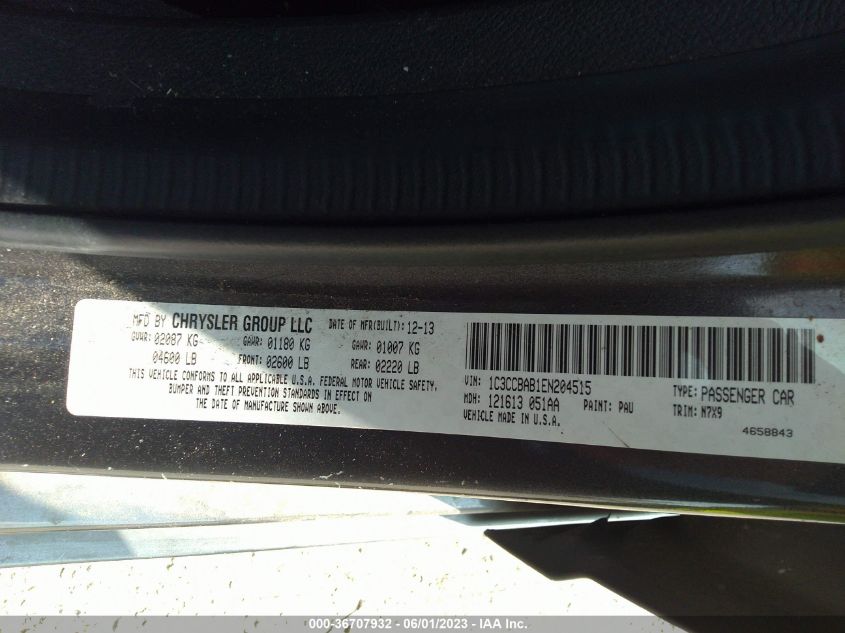 MFD BY CHRYSLER GROUP LLC DATE OF MFR(BUILT): 12-13
GVWR: 02087 KG GAWR: 01180 KG GAWR: 01007 KG
04600 LB FRONT: 02600 LB REAR: 02220 LB
THIS VEHICLE CONFORMS TO ALL APPLICABLE U.S.A. FEDERAL MOTOR VEHICLE SAFETY,
BUMPER AND THEFT PREVENTION STANDARDS IN EFFECT ON
THE DATE OF MANUFACTURE SHOWN ABOVE.
VIN: 1C3CCBAB1EN204515 TYPE: PASSENGER CAR
MDH: 121613 051AA PAINT: PAU TRIM: N7X9
VEHICLE MADE IN U.S.A. 4658843
000-36707932 - 06/01/2023 - IAA Inc.